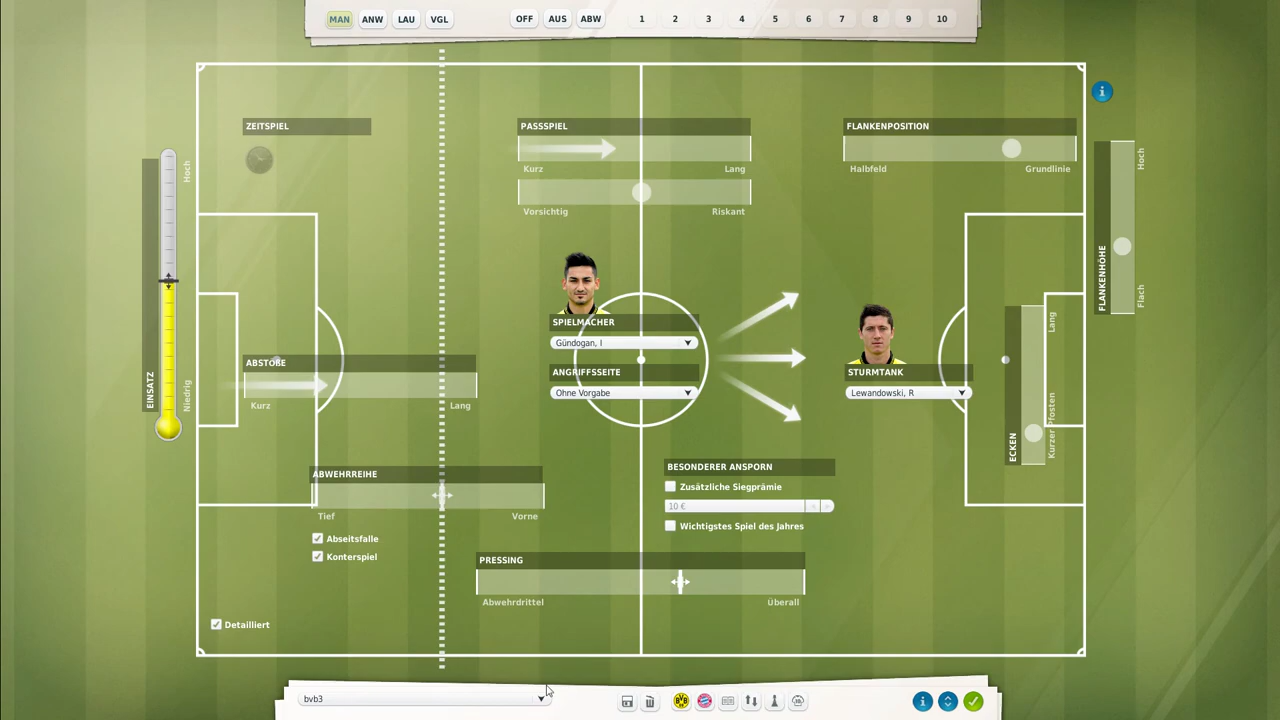 MAN ANW LAU VGL OFF AUS ABW 1 2 3 4 5 6 7 8 9 10
ZEITSPIEL
PASSSPIEL
Kurz Lang
Vorsichtig Riskant
FLANKENPOSITION
Halbfeld Grundlinie
Hoch
EINSATZ
Niedrig
Hoch
FLANKENHÖHE
Flach
SPIELMACHER
Gündogan, I
ANGRIFFSSEITE
Ohne Vorgabe
STURMTANK
Lewandowski, R
ABSTÖßE
Kurz Lang
Lang
ECKEN
Kurzer Pfosten
ABWEHRREIHE
Tief Vorne
Abseitsfalle
Konterspiel
BESONDERER ANSPORN
Zusätzliche Siegprämie
10 €
Wichtigstes Spiel des Jahres
PRESSING
Abwehrdrittel Überall
Detailliert
bvb3
BVB